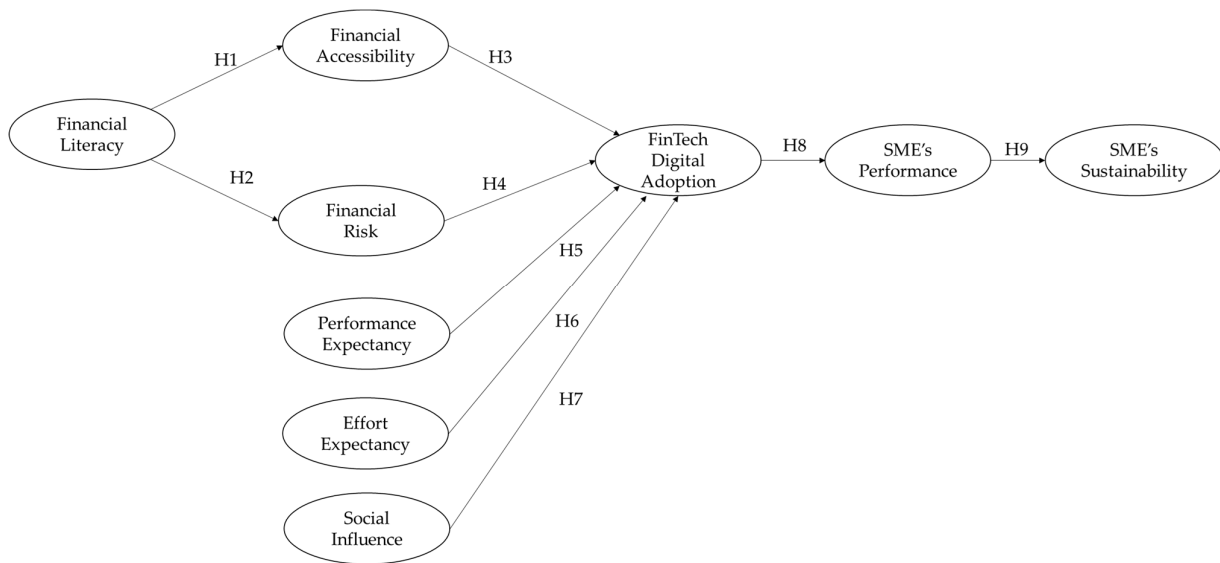 Financial
Accessibility
H1
H3
Financial
Literacy
FinTech
Digital
Adoption
H8
SME's
Performance
H9
SME's
Sustainability
H2
H4
Financial
Risk
H5
Performance
Expectancy
H6
H7
Effort
Expectancy
Social
Influence